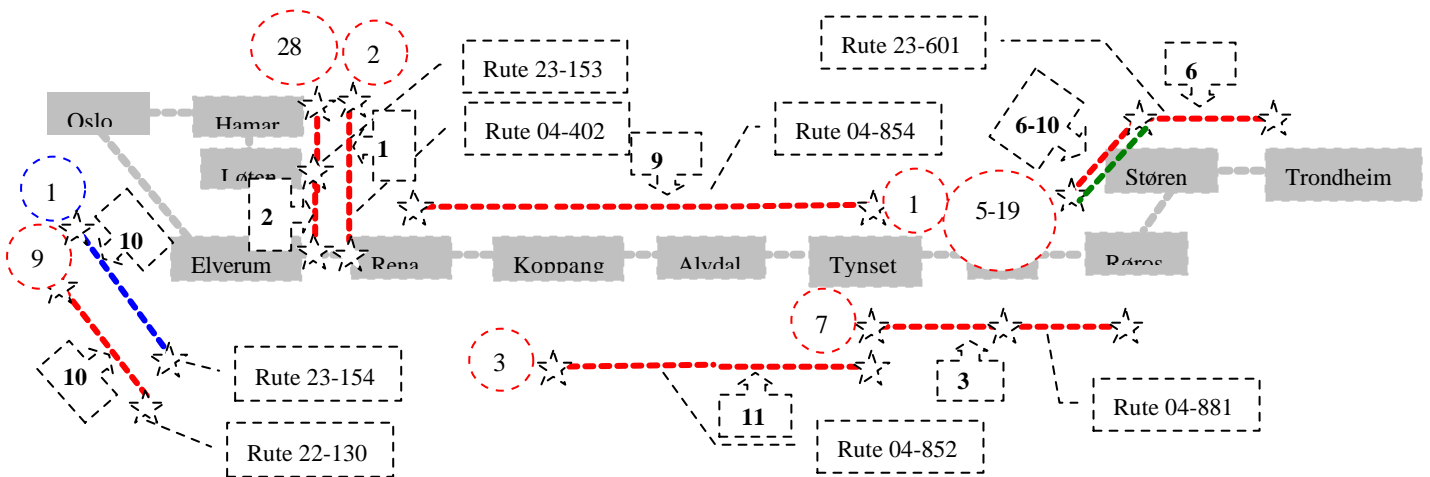 28
2
Rute 23-601
6
Rute 23-153
Oslo
Hamar
1
Rute 04-402
Rute 04-854
6-10
9
Løten
Støren
Trondheim
1
10
2
1
5-19
9
Elverum
Rena
Koppang
Alvdal
Tynset
Røros
7
3
10
Rute 23-154
11
3
Rute 04-881
Rute 22-130
Rute 04-852